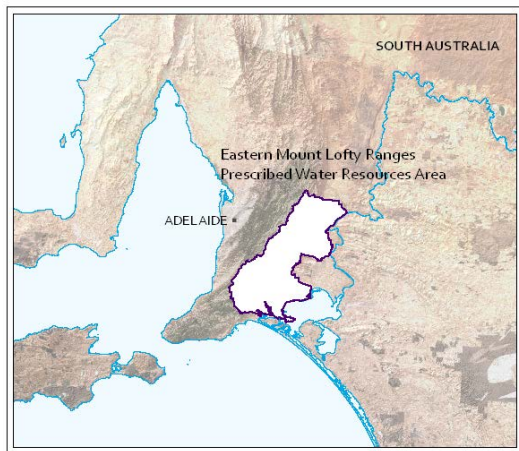 SOUTH AUSTRALIA
Eastern Mount Lofty Ranges
Prescribed Water Resources Area
ADELAIDE